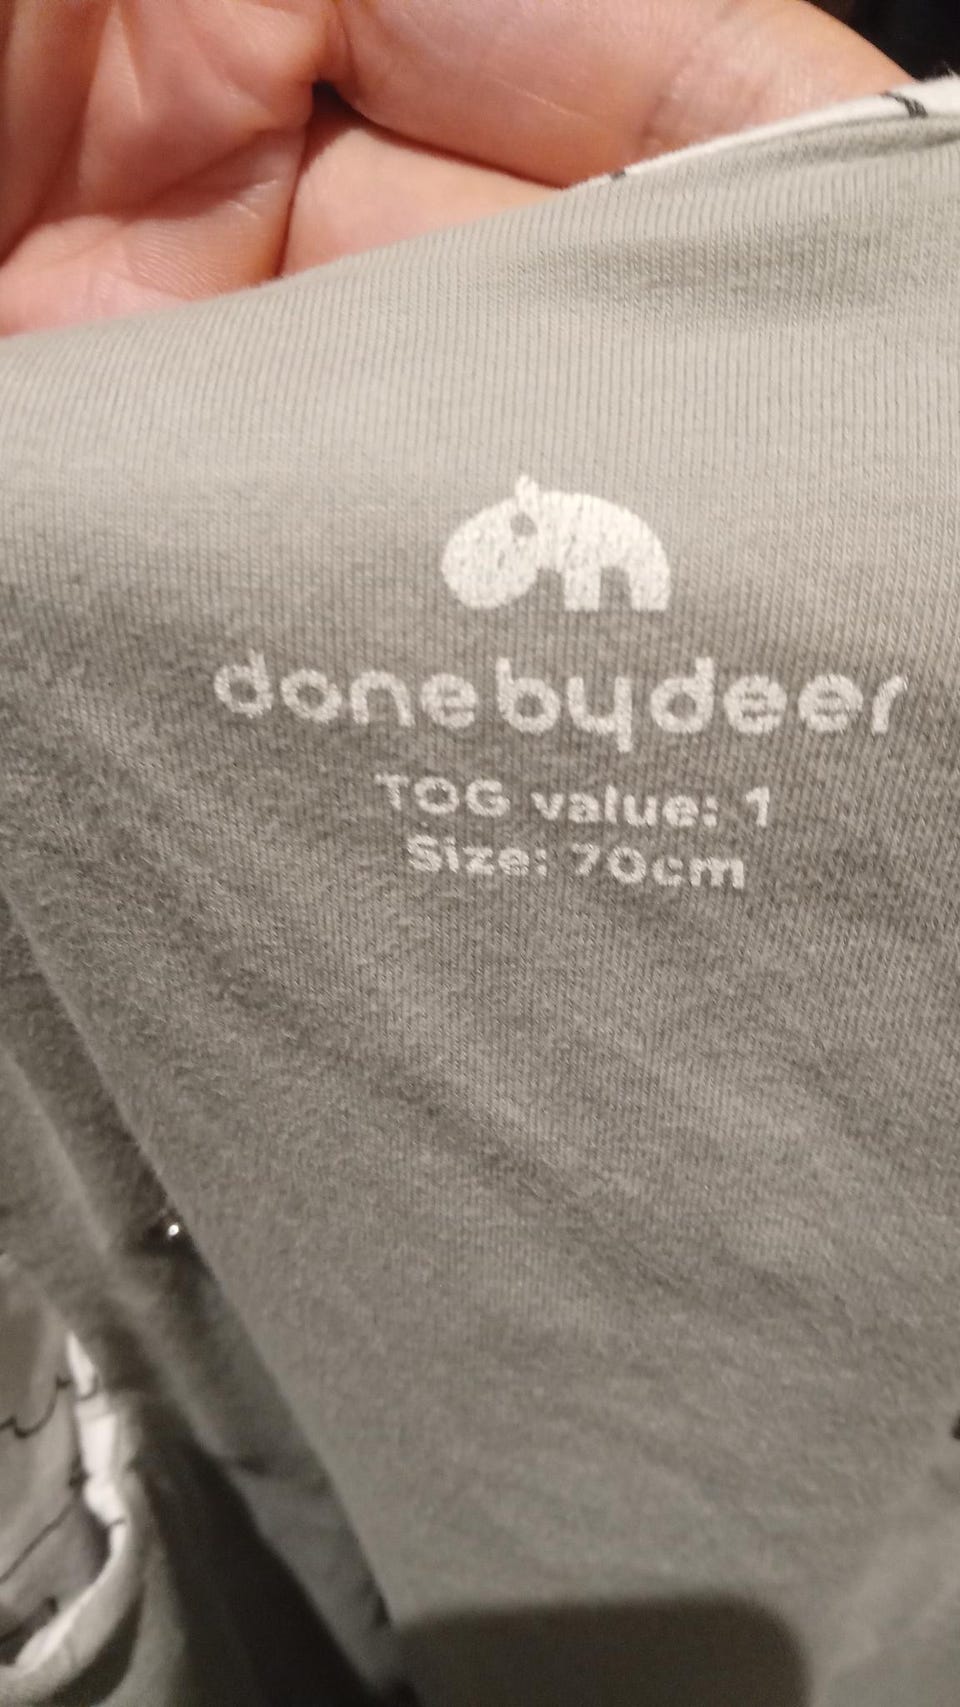 donebydeer
TOG value: 1
Size: 70cm